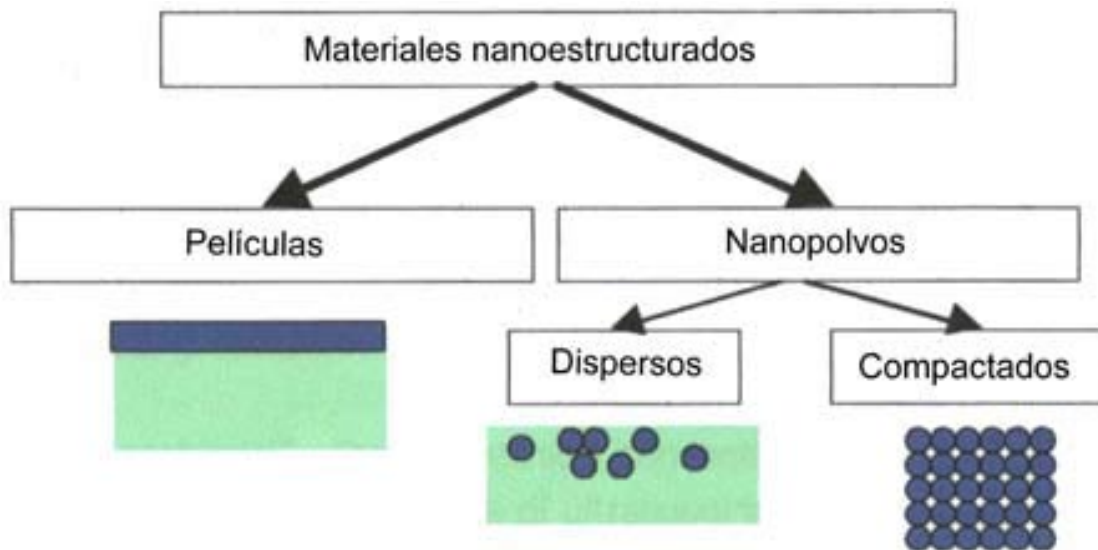 Materiales nanoestructurados
Películas
Nanopolvos
Dispersos
Compactados